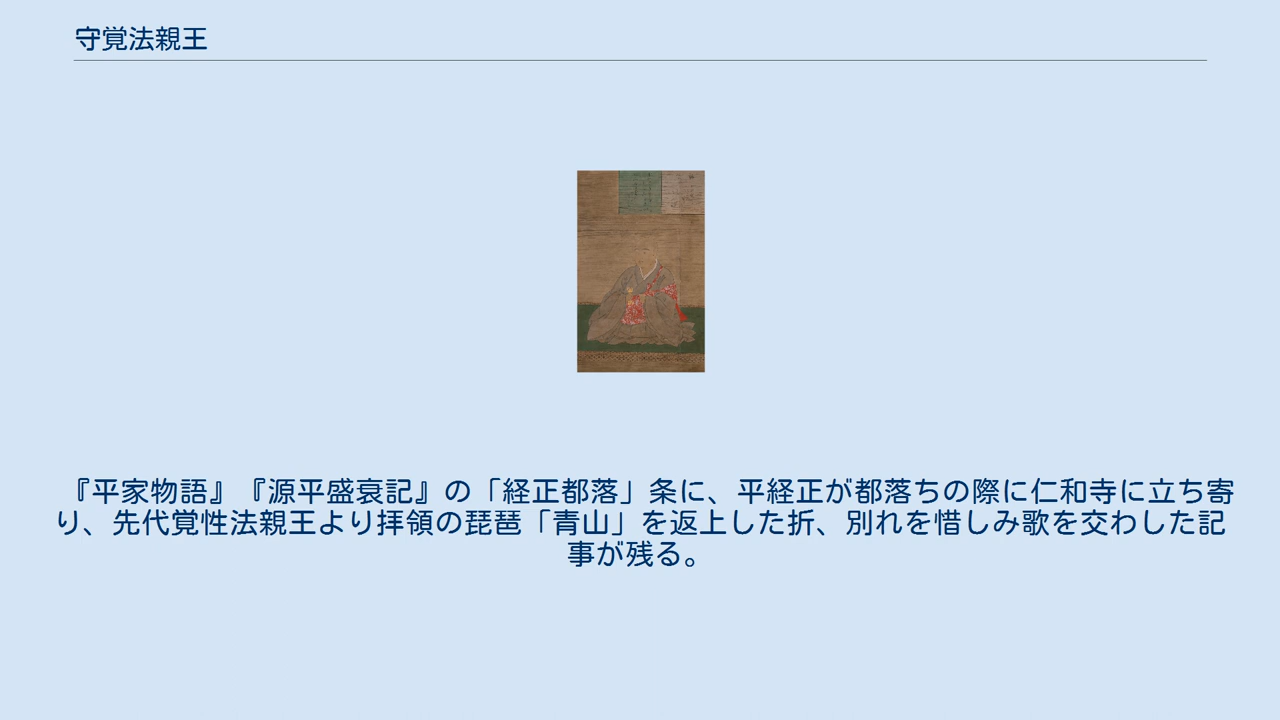 守覚法親王
『平家物語』『源平盛衰記』の「経正都落」条に、平経正が都落ちの際に仁和寺に立ち寄
り、先代覚性法親王より拝領の琵琶「青山」を返上した折、別れを惜しみ歌を交わした記
事が残る。